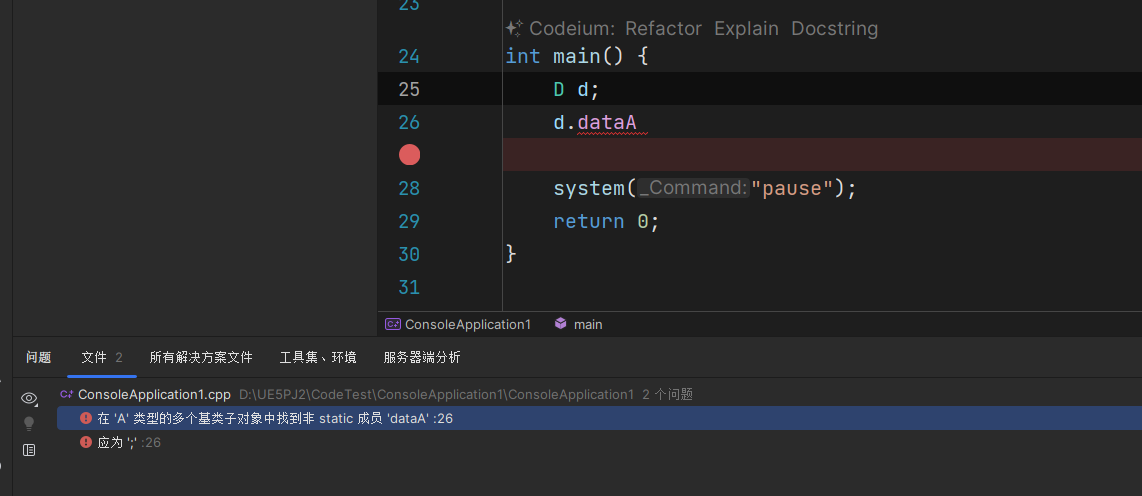 23
Codeium: Refactor Explain Docstring
24 int main() {
25 D d;
26 d.dataA
28 system(_Command:"pause");
29 return 0;
30 }
31
ConsoleApplication1 main
问题 文件 2 所有解决方案文件 工具集、环境 服务器端分析
ConsoleApplication1.cpp D:\UE5PJ2\CodeTest\ConsoleApplication1\ConsoleApplication1 2 个问题
在 'A' 类型的多个基类子对象中找到非 static 成员 'dataA' :26
应为 ';' :26